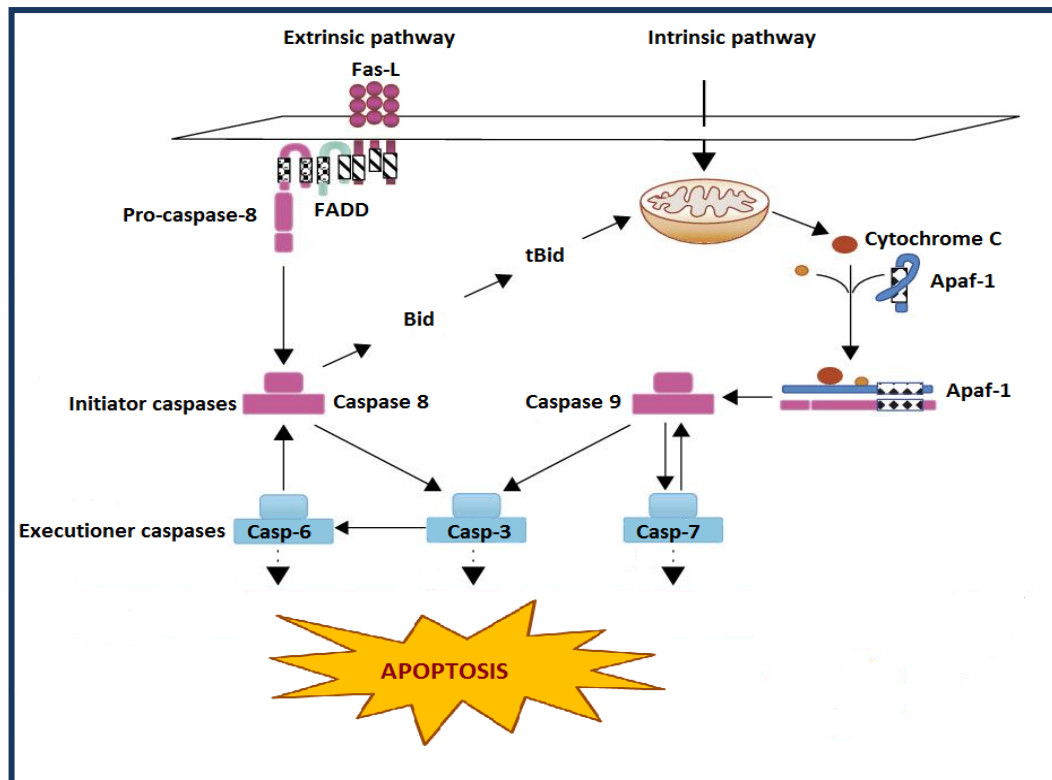 Extrinsic pathway
Intrinsic pathway
Fas-L
Pro-caspase-8
FADD
Cytochrome C
tBid
Apaf-1
Bid
Initiator caspases
Caspase 8
Caspase 9
Apaf-1
Executioner caspases
Casp-6
Casp-3
Casp-7
APOPTOSIS